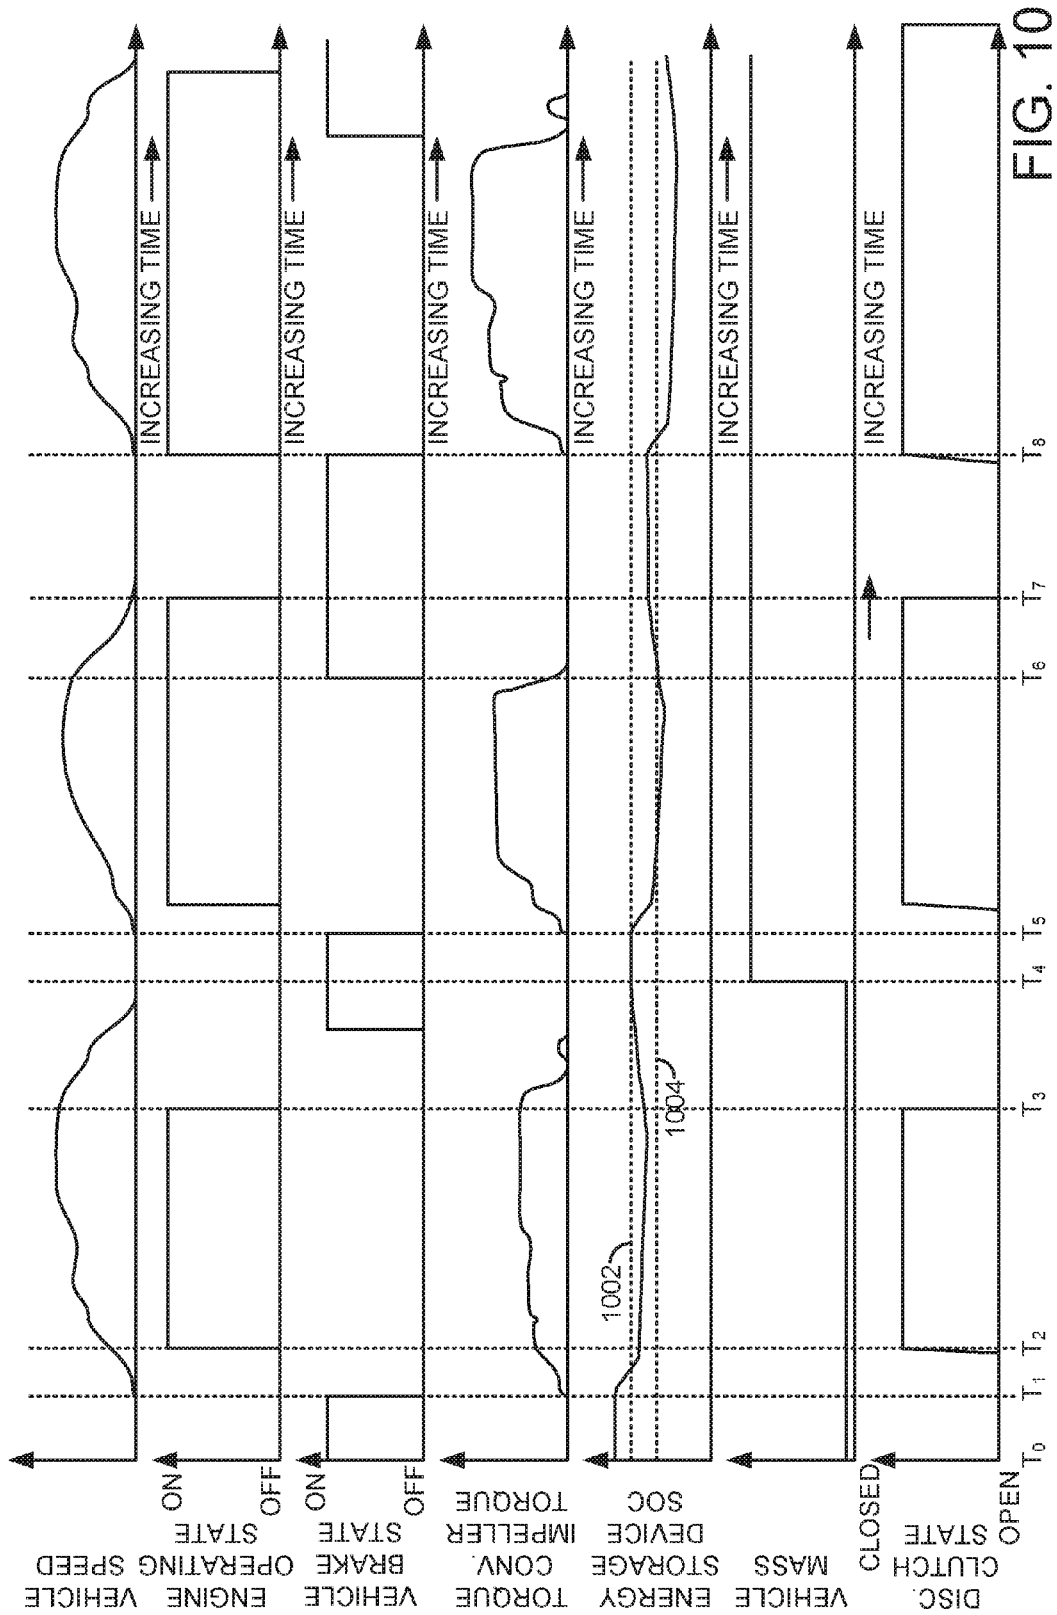 VEHICLE
SPEED
ENGINE
OPERATING
STATE
ON
OFF
INCREASING TIME
VEHICLE
BRAKE
STATE
ON
OFF
INCREASING TIME
TORQUE
CONV.
IMPELLER
TORQUE
INCREASING TIME
ENERGY
STORAGE
DEVICE
SOC
1002
1004
INCREASING TIME
VEHICLE
MASS
INCREASING TIME
DISC.
CLUTCH
STATE
CLOSED
OPEN
INCREASING TIME
T0 T1 T2 T3 T4 T5 T6 T7 T8
FIG. 10